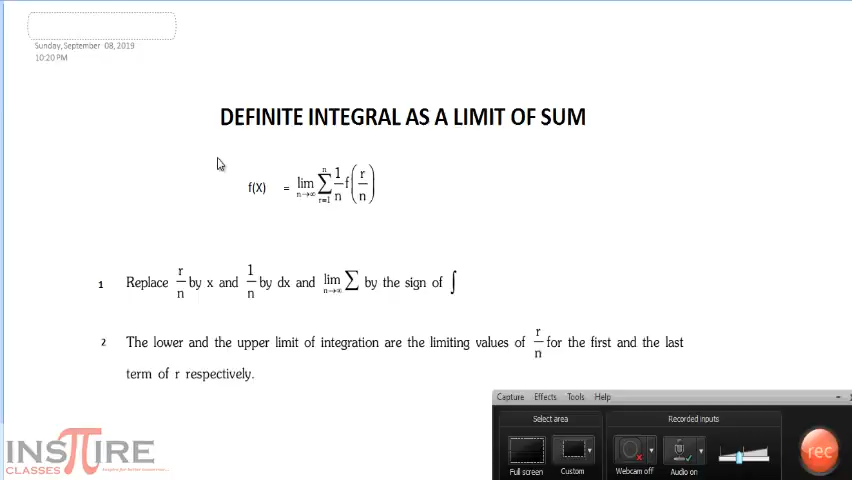 Sunday, September 08, 2019
10:20 PM
DEFINITE INTEGRAL AS A LIMIT OF SUM
f(X) = lim n→∞ n ∑ r=1 1/n f(r/n)
1 Replace r/n by x and 1/n by dx and lim n→∞ ∑ by the sign of ∫
2 The lower and the upper limit of integration are the limiting values of r/n for the first and the last
term of r respectively.
INSπIRE
CLASSES
Capture Effects Tools Help
Select area Recorded inputs
Full screen Custom Webcam off Audio on
rec